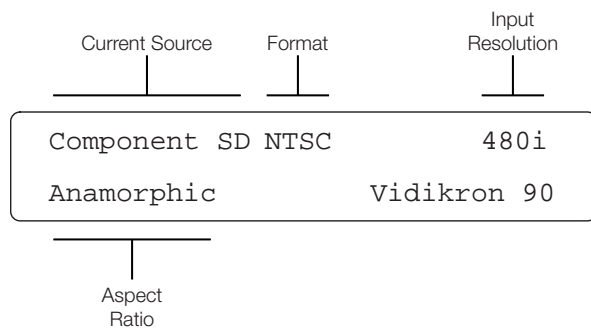 Current Source Format Input
Resolution
Component SD NTSC 480i
Anamorphic Vidikron 90
Aspect
Ratio